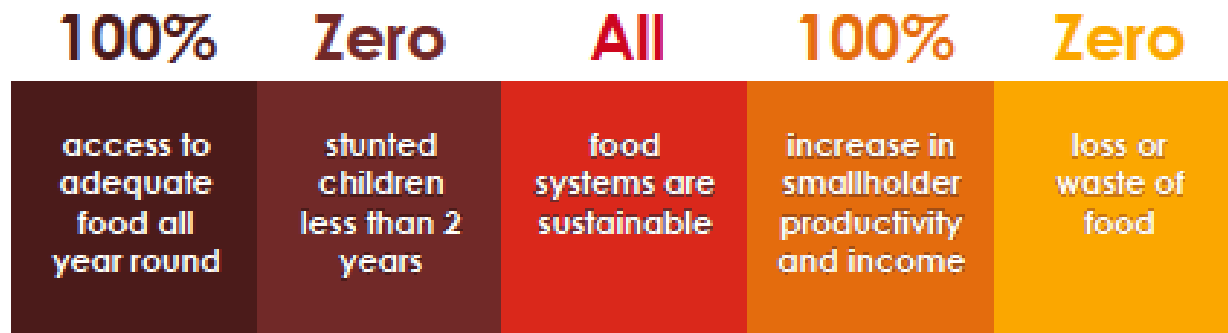 100%
access to
adequate
food all
year round
Zero
stunted
children
less than 2
years
All
food
systems are
sustainable
100%
increase in
smallholder
productivity
and income
Zero
loss or
waste of
food